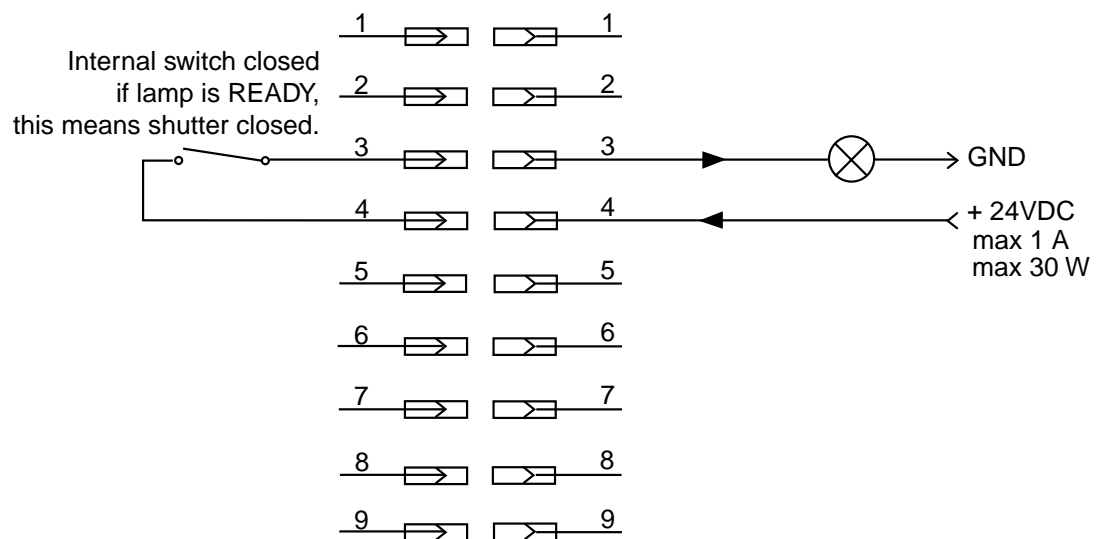 1 1
Internal switch closed
if lamp is READY,
this means shutter closed.
2 2
3 3 GND
4 4 + 24VDC
max 1 A
max 30 W
5 5
6 6
7 7
8 8
9 9